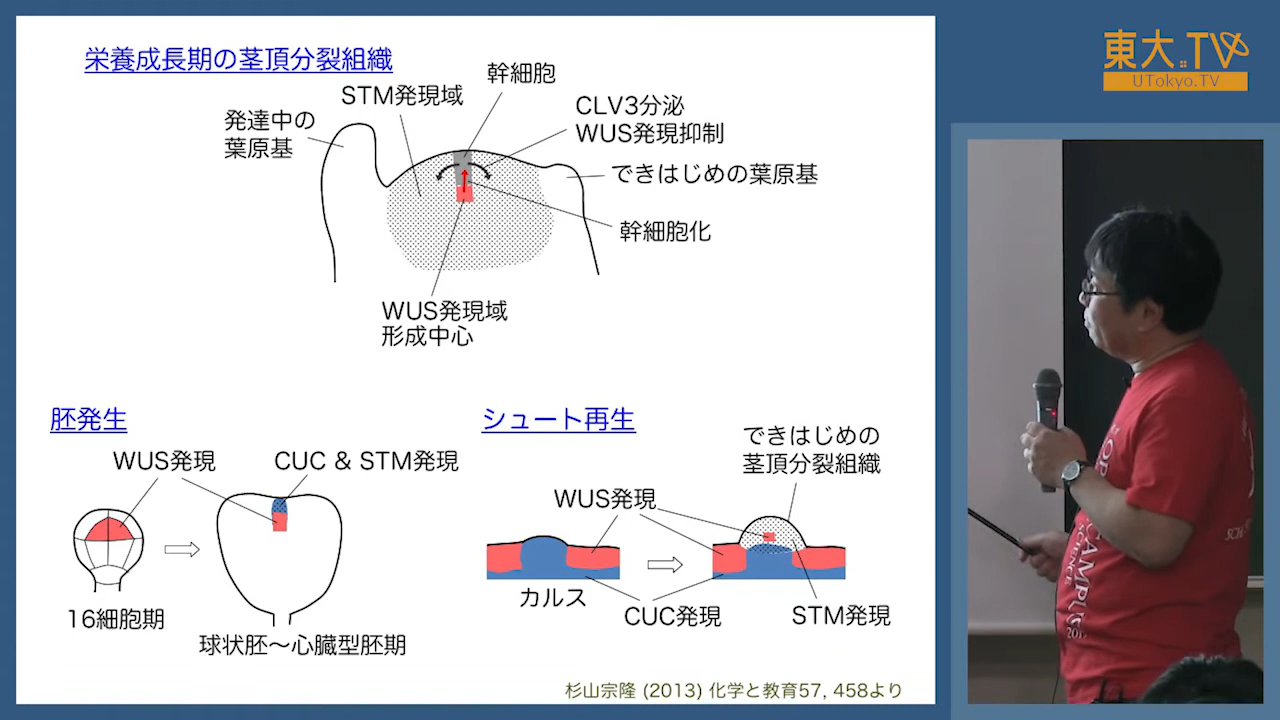 栄養成長期の茎頂分裂組織
幹細胞
STM発現域
CLV3分泌
WUS発現抑制
発達中の
葉原基
できはじめの葉原基
幹細胞化
WUS発現域
形成中心
胚発生
WUS発現
CUC & STM発現
16細胞期
球状胚〜心臓型胚期
シュート再生
できはじめの
茎頂分裂組織
WUS発現
カルス
CUC発現
STM発現
杉山宗隆 (2013) 化学と教育57, 458より
東大.TV
UTokyo.TV
CAMPUS
SCIENCE